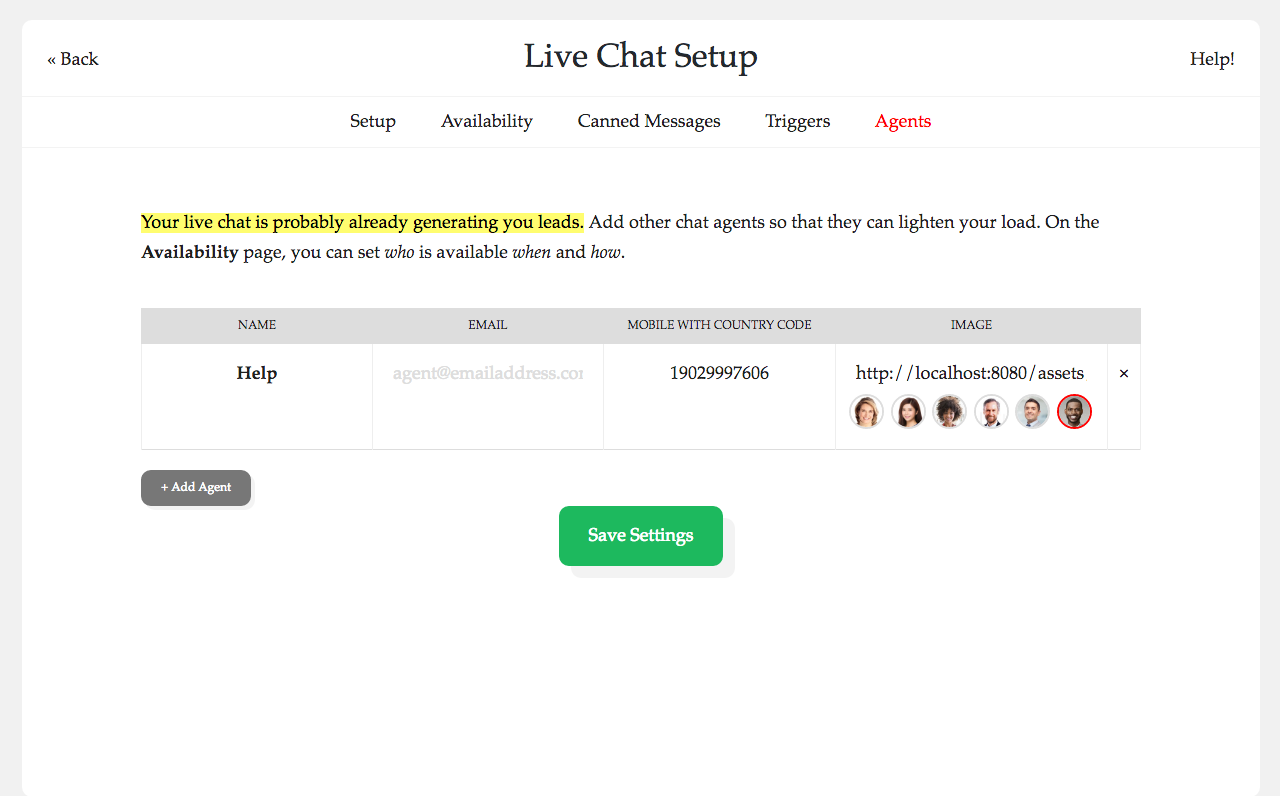 « Back
Live Chat Setup
Help!
Setup Availability Canned Messages Triggers Agents
Your live chat is probably already generating you leads. Add other chat agents so that they can lighten your load. On the
Availability page, you can set who is available when and how.
NAME EMAIL MOBILE WITH COUNTRY CODE IMAGE
Help agent@emailaddress.com 19029997606 http://localhost:8080/assets ×
+ Add Agent
Save Settings